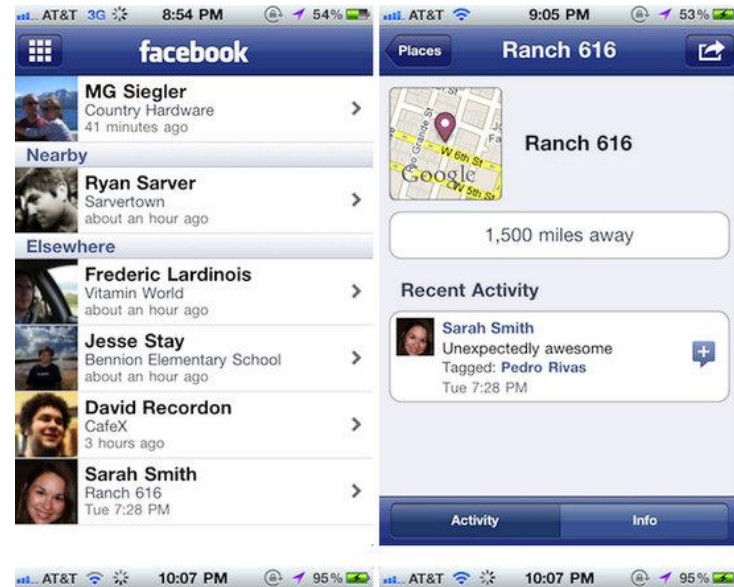 AT&T 3G 8:54 PM 54%
facebook
MG Siegler
Country Hardware
41 minutes ago
Nearby
Ryan Sarver
Sarvertown
about an hour ago
Elsewhere
Frederic Lardinois
Vitamin World
about an hour ago
Jesse Stay
Bennion Elementary School
about an hour ago
David Recordon
CafeX
3 hours ago
Sarah Smith
Ranch 616
Tue 7:28 PM
AT&T 9:05 PM 53%
Places Ranch 616
W 6th St
Google
W 5th St
Ranch 616
1,500 miles away
Recent Activity
Sarah Smith
Unexpectedly awesome
Tagged: Pedro Rivas
Tue 7:28 PM
Activity Info
AT&T 10:07 PM 95%
AT&T 10:07 PM 95%